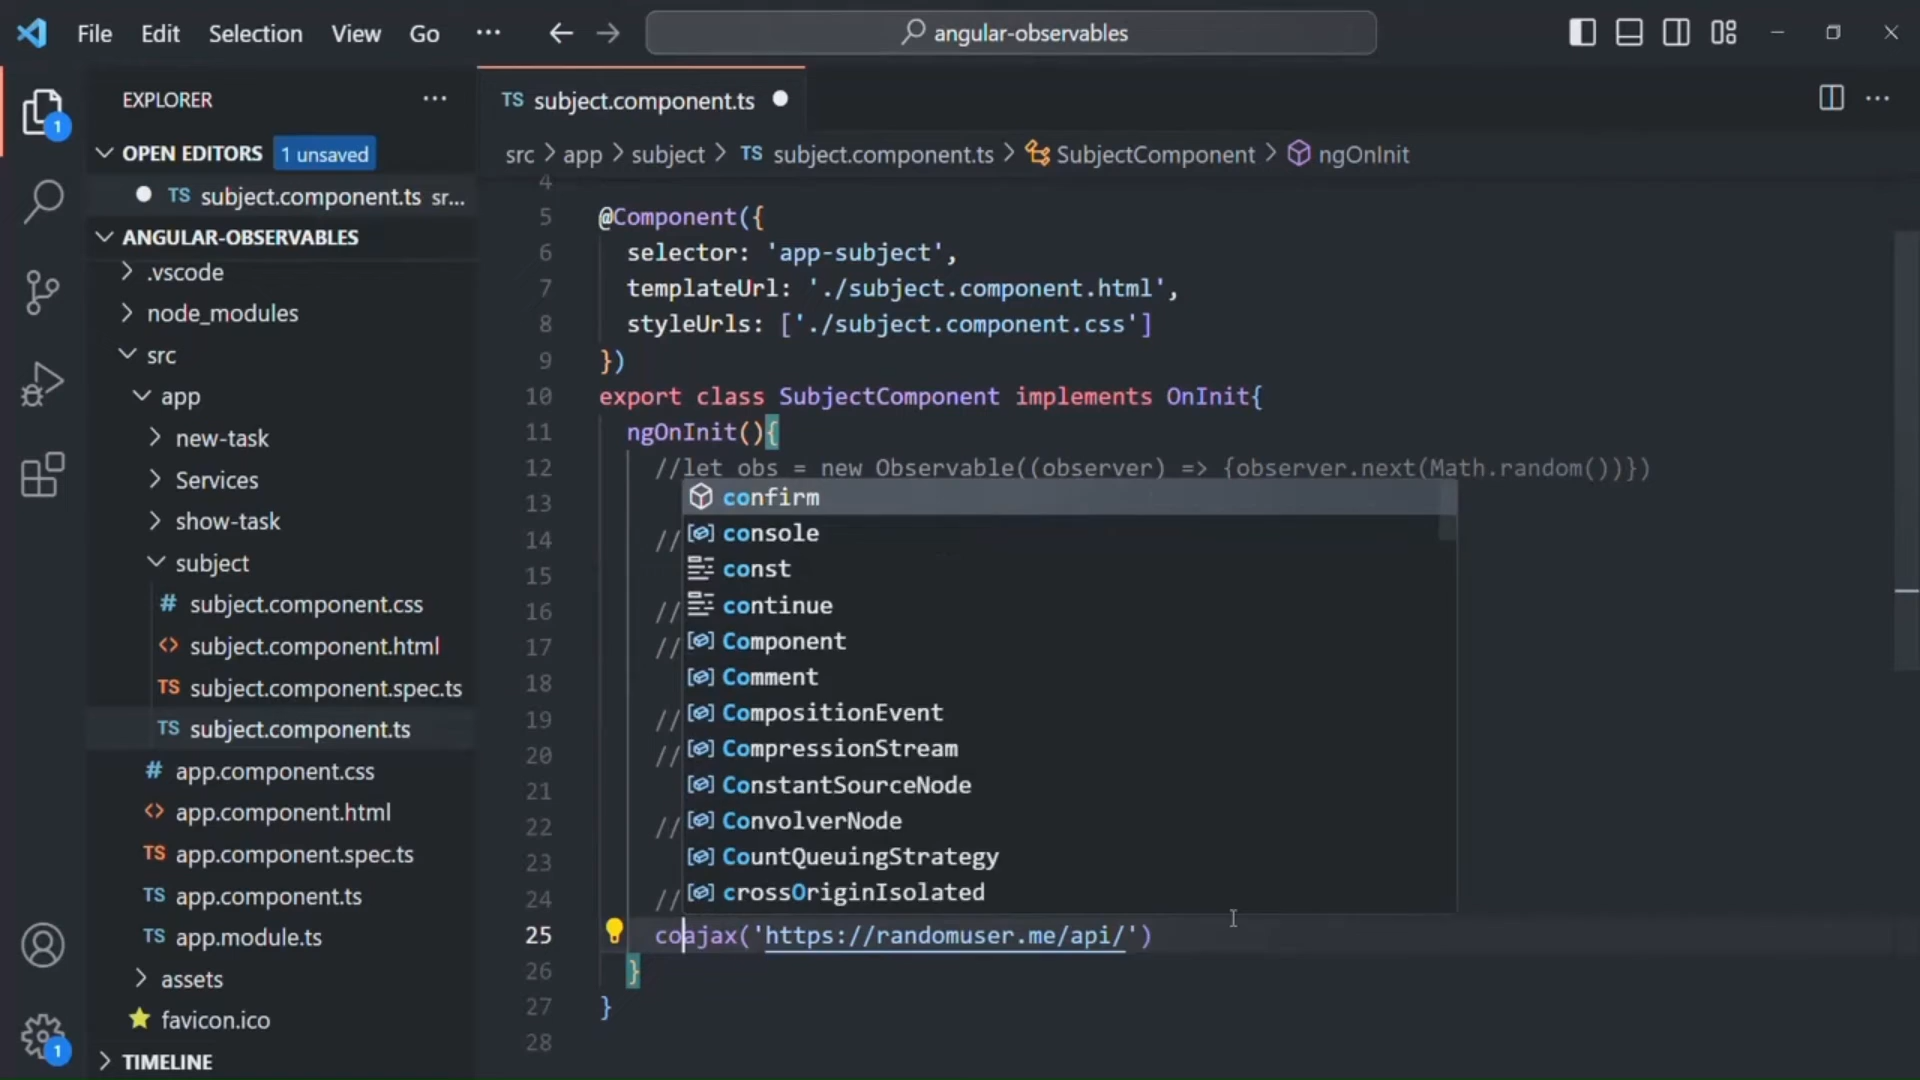 File Edit Selection View Go ··· angular-observables
EXPLORER ···
OPEN EDITORS 1 unsaved
TS subject.component.ts sr...
ANGULAR-OBSERVABLES
.vscode
node_modules
src
app
new-task
Services
show-task
subject
# subject.component.css
<> subject.component.html
TS subject.component.spec.ts
TS subject.component.ts
# app.component.css
<> app.component.html
TS app.component.spec.ts
TS app.component.ts
TS app.module.ts
assets
favicon.ico
TIMELINE
1
1
TS subject.component.ts
src > app > subject > TS subject.component.ts > SubjectComponent > ngOnInit
4
5 @Component({
6 selector: 'app-subject',
7 templateUrl: './subject.component.html',
8 styleUrls: ['./subject.component.css']
9 })
10 export class SubjectComponent implements OnInit{
11 ngOnInit(){
12 //let obs = new Observable((observer) => {observer.next(Math.random())})
13
14 //
15
16 //
17 //
18
19 //
20 //
21
22 //
23
24 //
25 coajax('https://randomuser.me/api/')
26 }
27 }
28
confirm
console
const
continue
Component
Comment
CompositionEvent
CompressionStream
ConstantSourceNode
ConvolverNode
CountQueuingStrategy
crossOriginIsolated